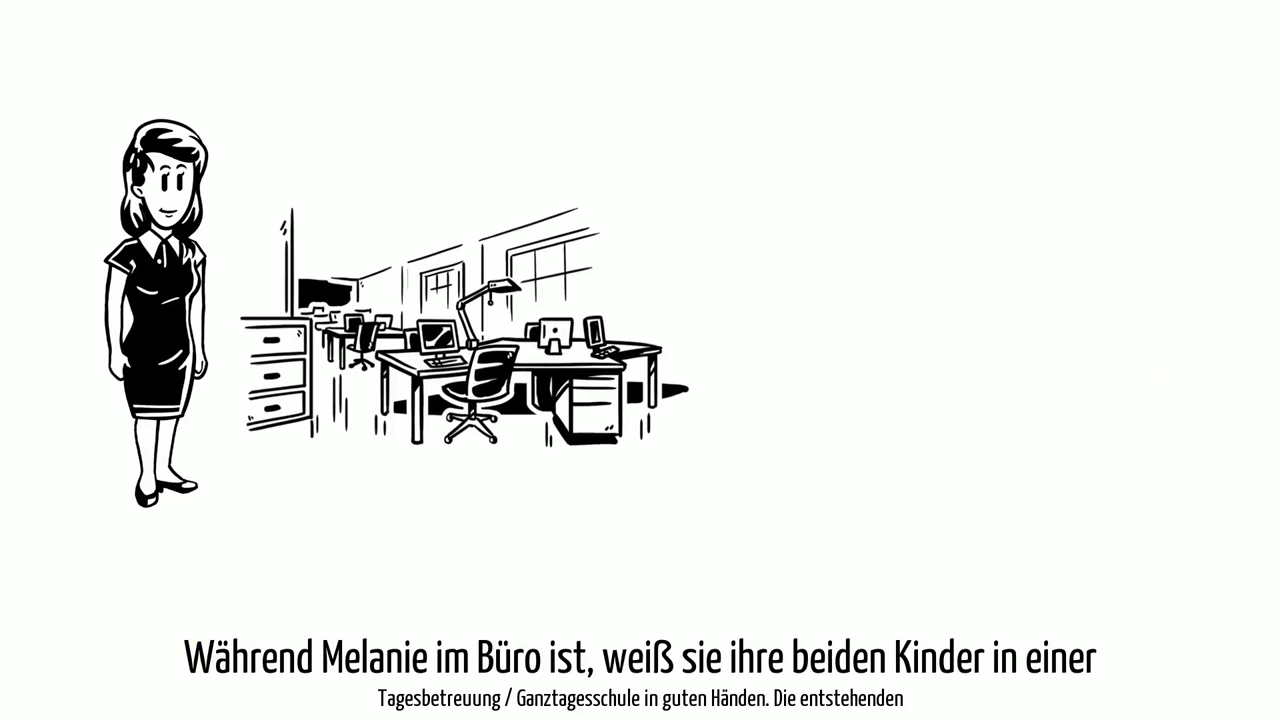 Während Melanie im Büro ist, weiß sie ihre beiden Kinder in einer
Tagesbetreuung / Ganztagesschule in guten Händen. Die entstehenden